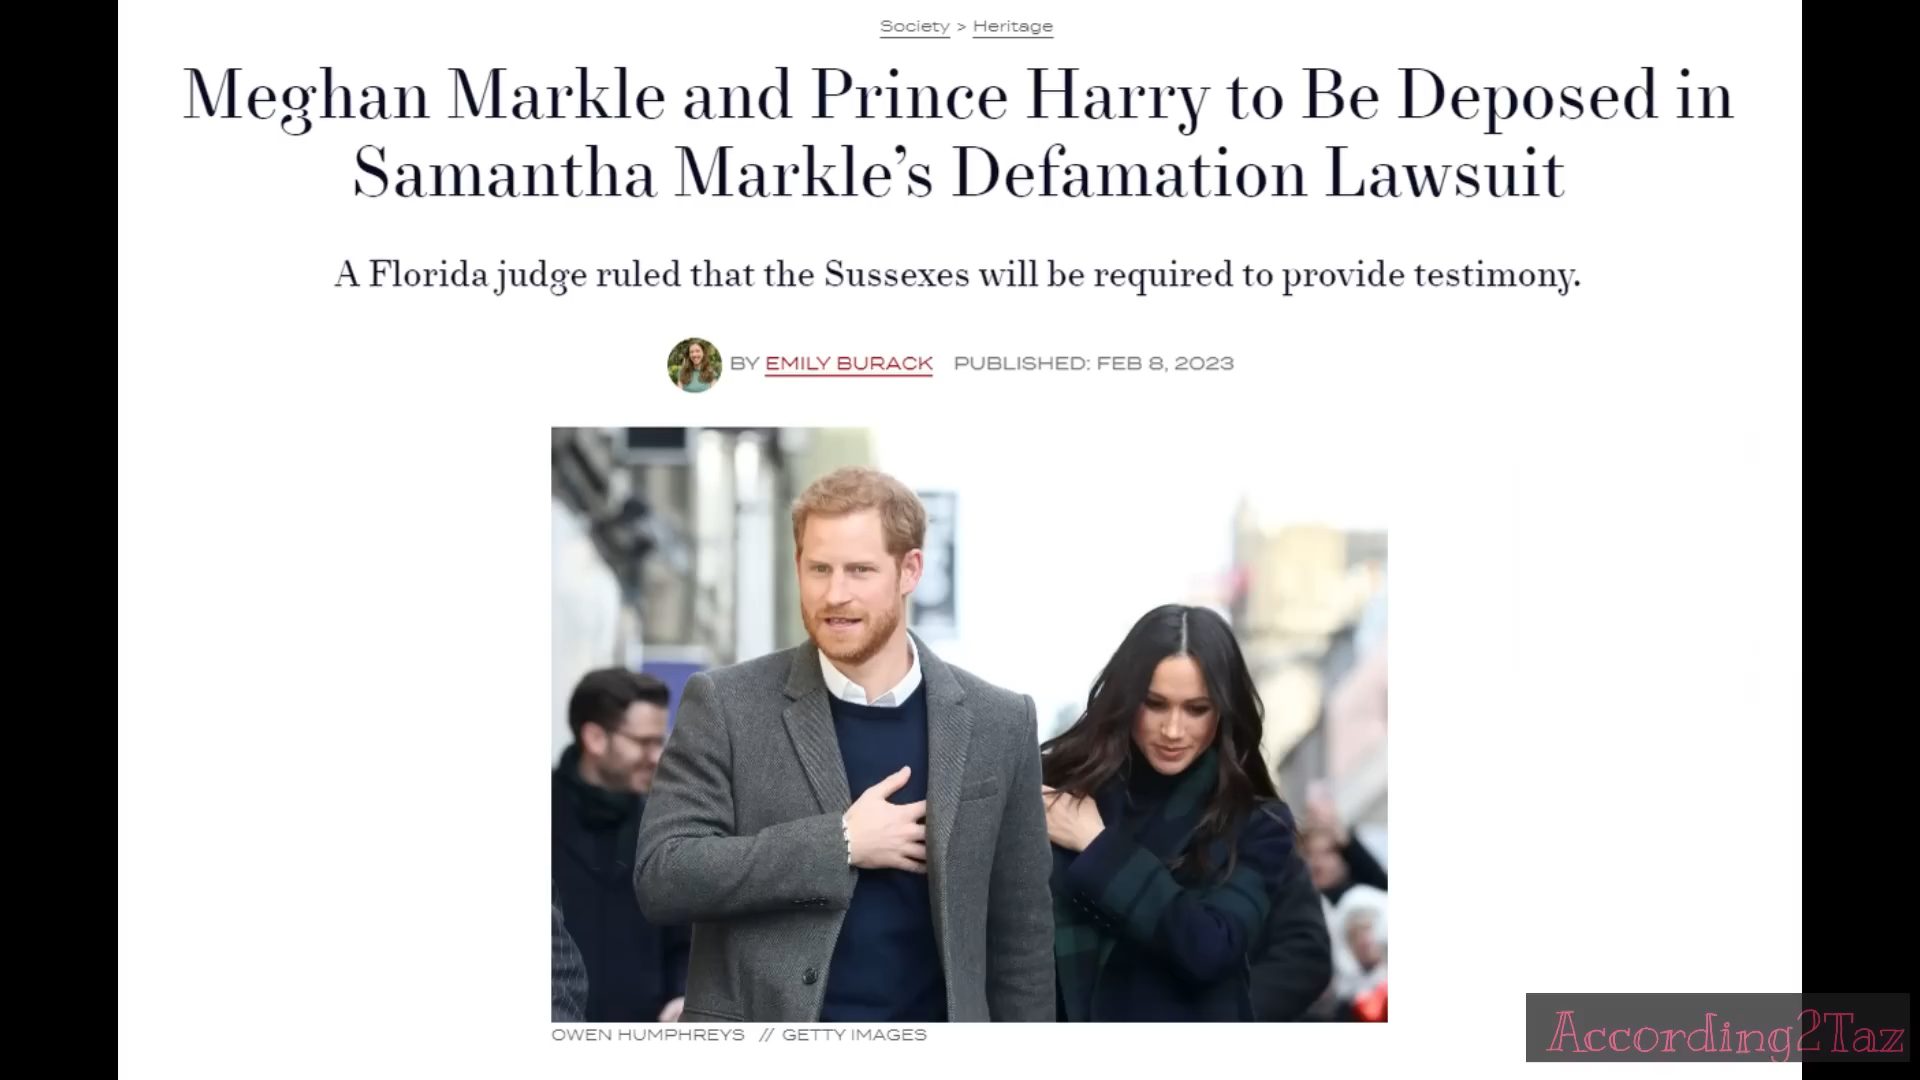 Society > Heritage
Meghan Markle and Prince Harry to Be Deposed in
Samantha Markle’s Defamation Lawsuit
A Florida judge ruled that the Sussexes will be required to provide testimony.
BY EMILY BURACK PUBLISHED: FEB 8, 2023
OWEN HUMPHREYS // GETTY IMAGES
According2Taz